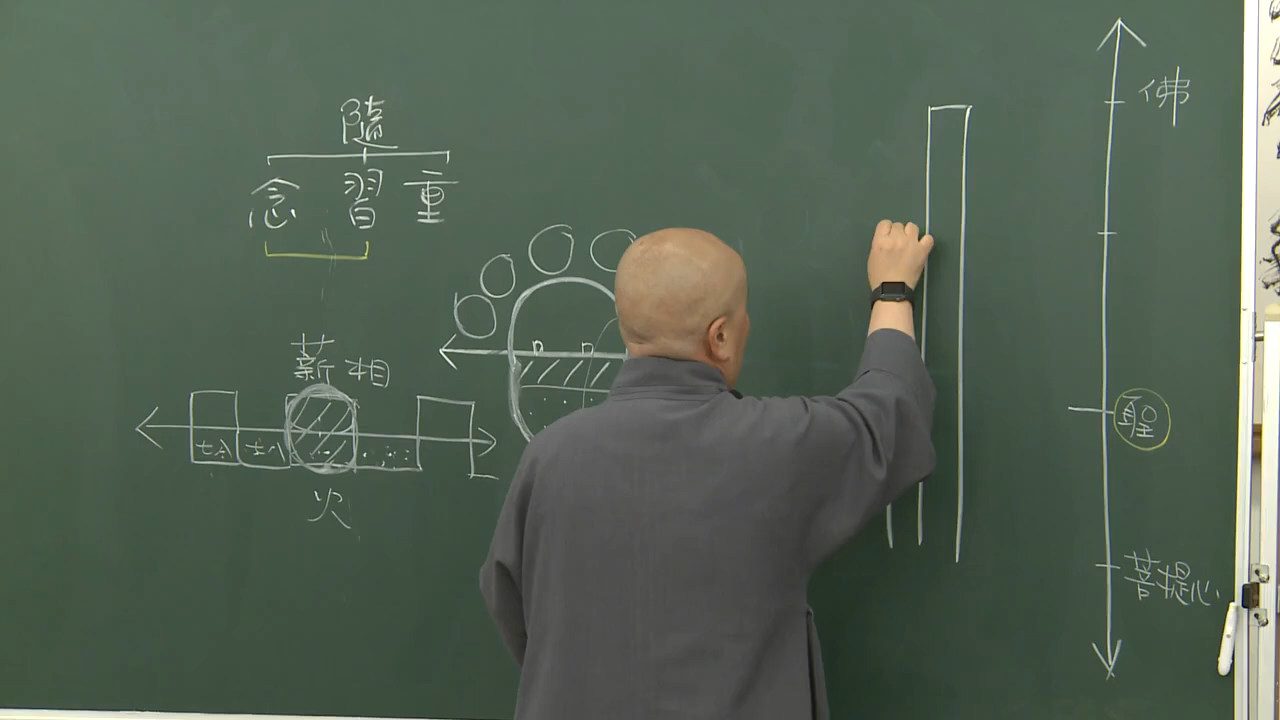 隨
念 習 重
薪相
火
佛
聖
菩提心